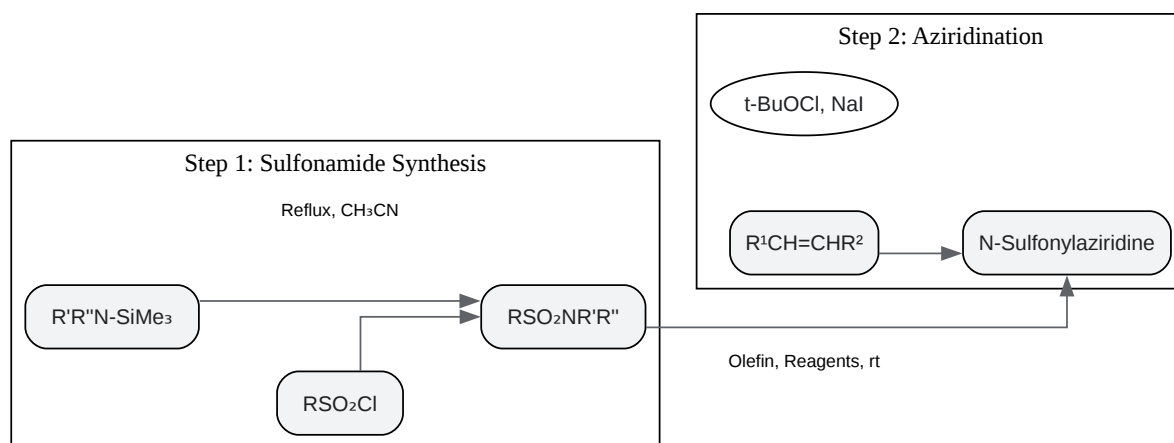 Step 2: Aziridination
t-BuOCl, NaI
Step 1: Sulfonamide Synthesis
Reflux, CH₃CN
R¹CH=CHR²
N-Sulfonylaziridine
R'R"N-SiMe₃
RSO₂NR'R"
Olefin, Reagents, rt
RSO₂Cl